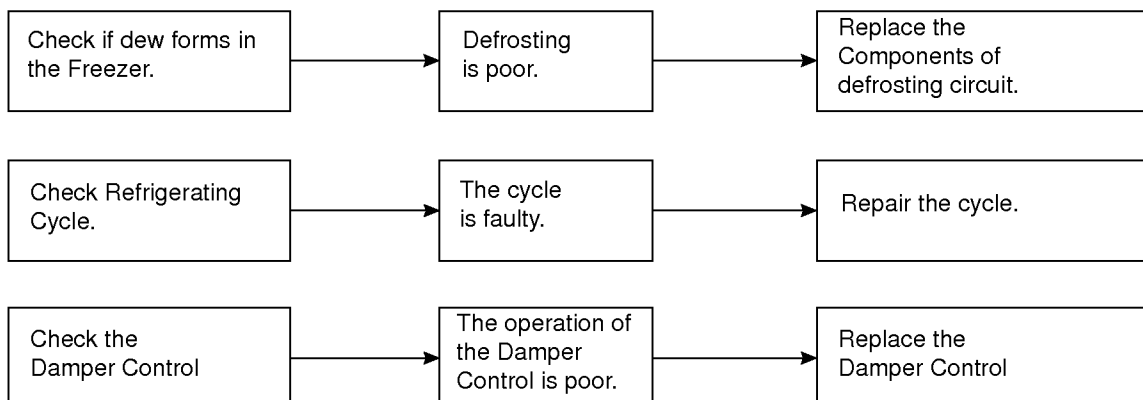 Check if dew forms in
the Freezer.
Defrosting
is poor.
Replace the
Components of
defrosting circuit.
Check Refrigerating
Cycle.
The cycle
is faulty.
Repair the cycle.
Check the
Damper Control
The operation of
the Damper
Control is poor.
Replace the
Damper Control